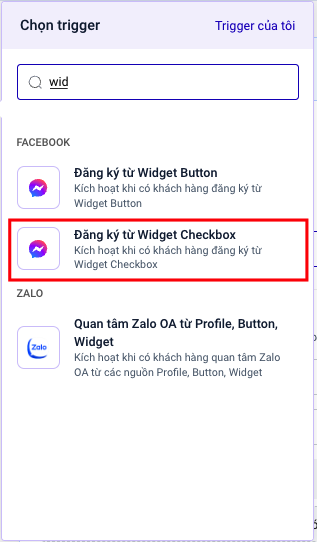 Chọn trigger
Trigger của tôi
wid
FACEBOOK
Đăng ký từ Widget Button
Kích hoạt khi có khách hàng đăng ký từ
Widget Button
Đăng ký từ Widget Checkbox
Kích hoạt khi có khách hàng đăng ký từ
Widget Checkbox
ZALO
Zalo
Quan tâm Zalo OA từ Profile, Button,
Widget
Kích hoạt khi có khách hàng quan tâm Zalo
OA từ các nguồn Profile, Button, Widget